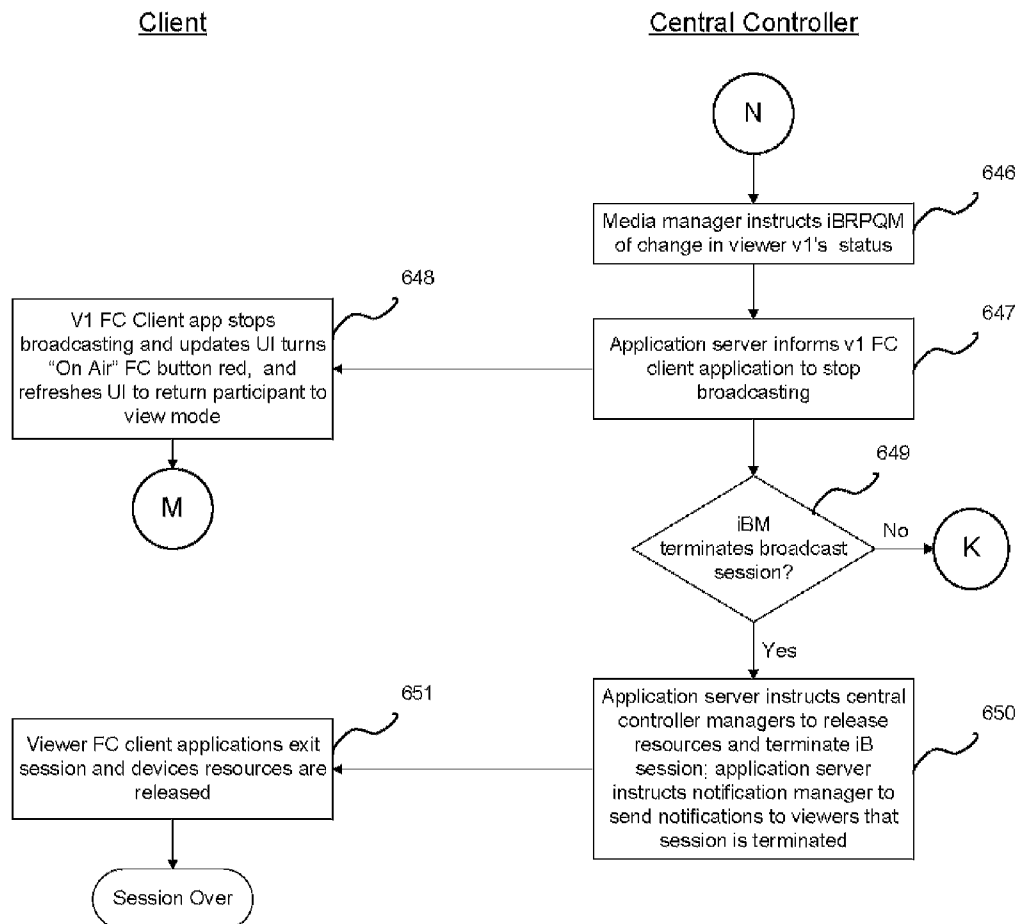 Client
Central Controller
N
646
Media manager instructs iBRPQM
of change in viewer v1's status
648
V1 FC Client app stops
broadcasting and updates UI turns
“On Air” FC button red, and
refreshes UI to return participant to
view mode
647
Application server informs v1 FC
client application to stop
broadcasting
M
649
iBM
terminates broadcast
session?
No
K
Yes
651
Viewer FC client applications exit
session and devices resources are
released
650
Application server instructs central
controller managers to release
resources and terminate iB
session; application server
instructs notification manager to
send notifications to viewers that
session is terminated
Session Over